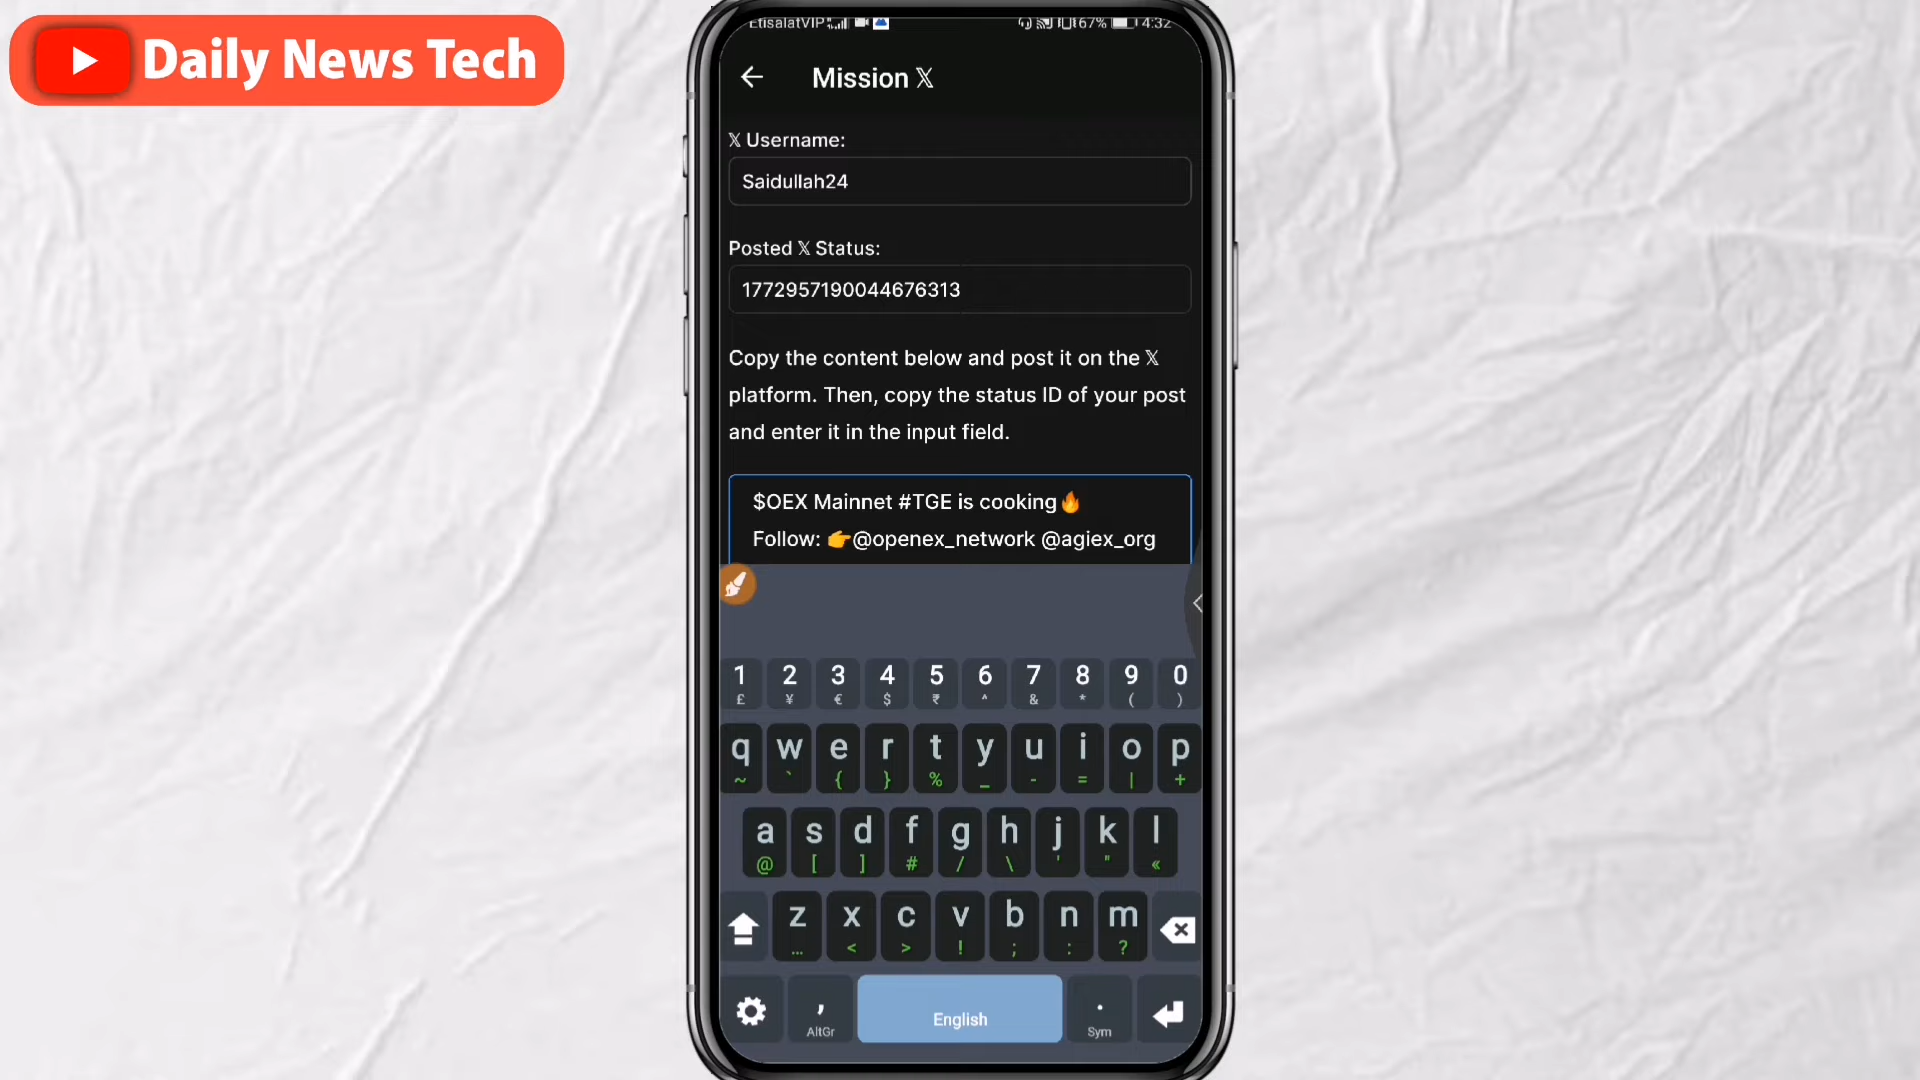 Daily News Tech
EtisalatVIP
67% 4:32
Mission 𝕏
𝕏 Username:
Saidullah24
Posted 𝕏 Status:
1772957190044676313
Copy the content below and post it on the 𝕏
platform. Then, copy the status ID of your post
and enter it in the input field.
$OEX Mainnet #TGE is cooking🔥
Follow: 👉@openex_network @agiex_org
1 2 3 4 5 6 7 8 9 0
£ ¥ € $ ₹ ^ & * ( )
q w e r t y u i o p
~ ` { } % _ - = | +
a s d f g h j k l
@ [ ] # / \ ' " «
z x c v b n m
... < > ! ; : ?
, English .
AltGr Sym